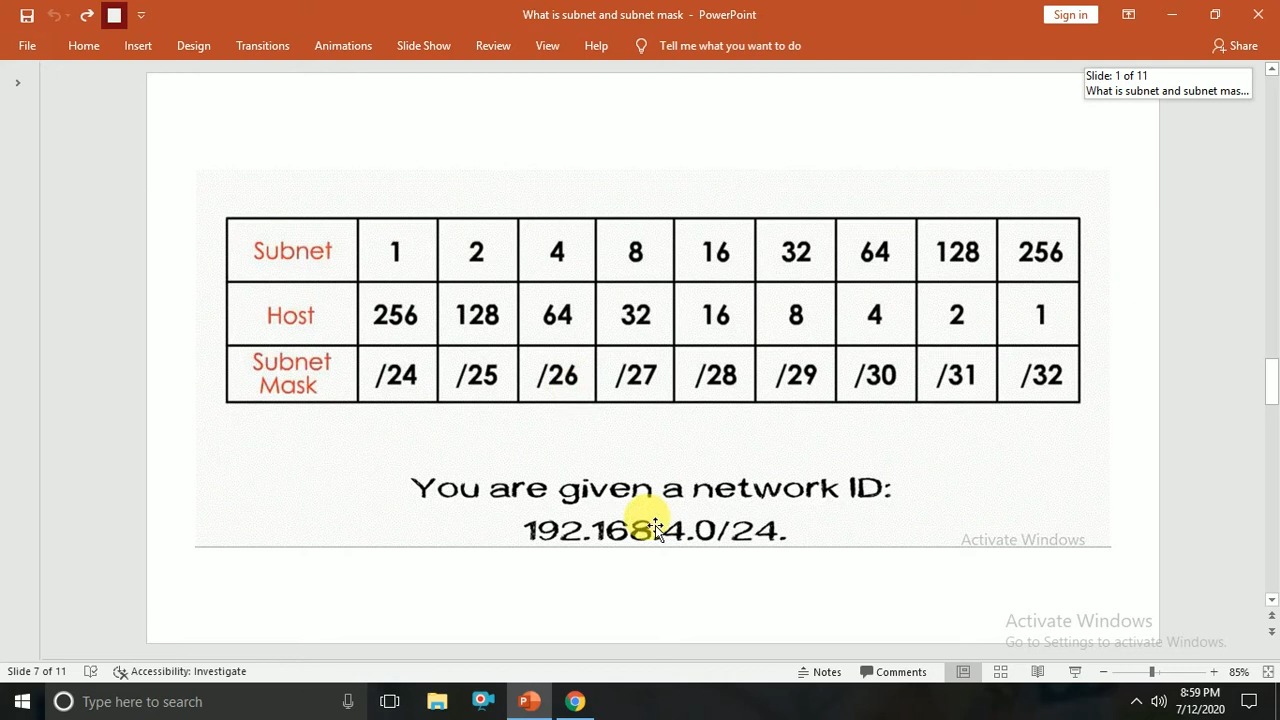 What is subnet and subnet mask - PowerPoint
Sign in
File Home Insert Design Transitions Animations Slide Show Review View Help Tell me what you want to do Share
Slide: 1 of 11
What is subnet and subnet mas...
Subnet 1 2 4 8 16 32 64 128 256
Host 256 128 64 32 16 8 4 2 1
Subnet
Mask /24 /25 /26 /27 /28 /29 /30 /31 /32
You are given a network ID:
192.168.4.0/24.
Activate Windows
Activate Windows
Go to Settings to activate Windows.
Slide 7 of 11 Accessibility: Investigate Notes Comments 85%
Type here to search
8:59 PM
7/12/2020